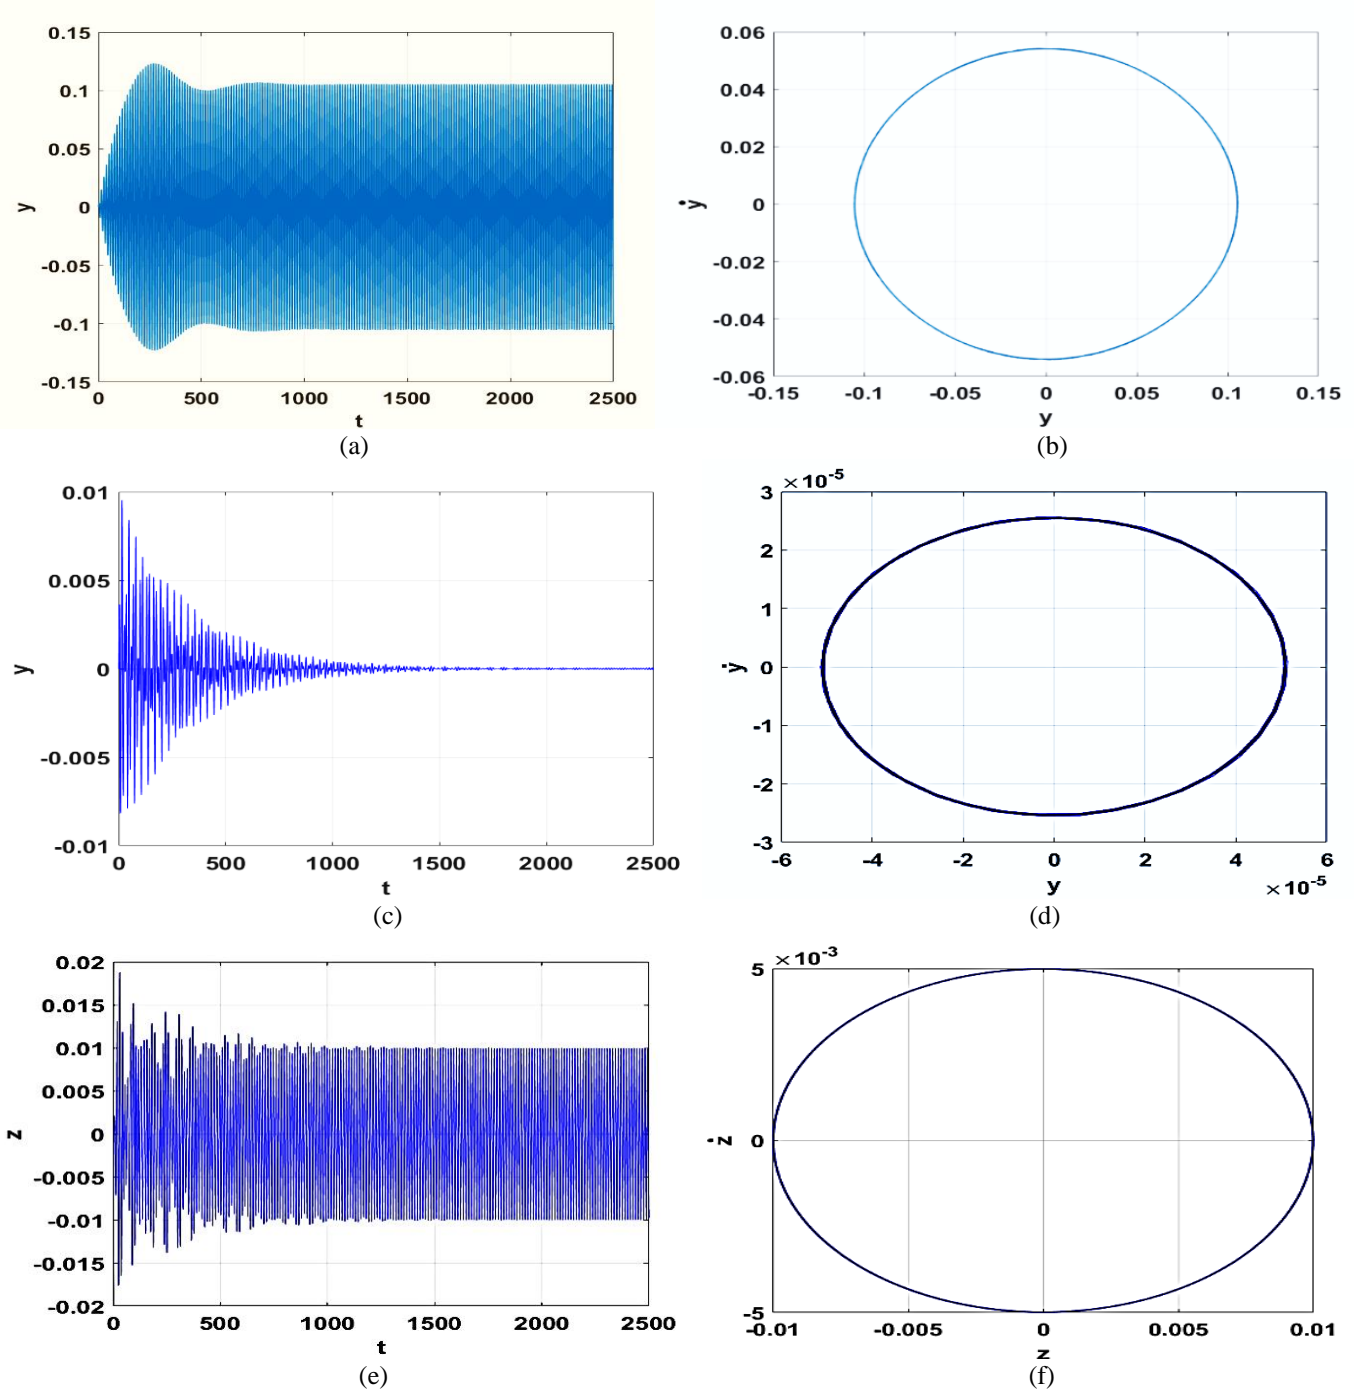 0.15
0.1
0.05
0
-0.05
-0.1
-0.15
y
0 500 1000 1500 2000 2500
t
(a)
0.06
0.04
0.02
0
-0.02
-0.04
-0.06
ẏ
-0.15 -0.1 -0.05 0 0.05 0.1 0.15
y
(b)
0.01
0.005
0
-0.005
-0.01
y
0 500 1000 1500 2000 2500
t
(c)
×10^-5
3
2
1
0
-1
-2
-3
ẏ
-6 -4 -2 0 2 4 6
y
×10^-5
(d)
0.02
0.015
0.01
0.005
0
-0.005
-0.01
-0.015
-0.02
z
0 500 1000 1500 2000 2500
t
(e)
×10^-3
5
0
-5
ż
-0.01 -0.005 0 0.005 0.01
z
(f)